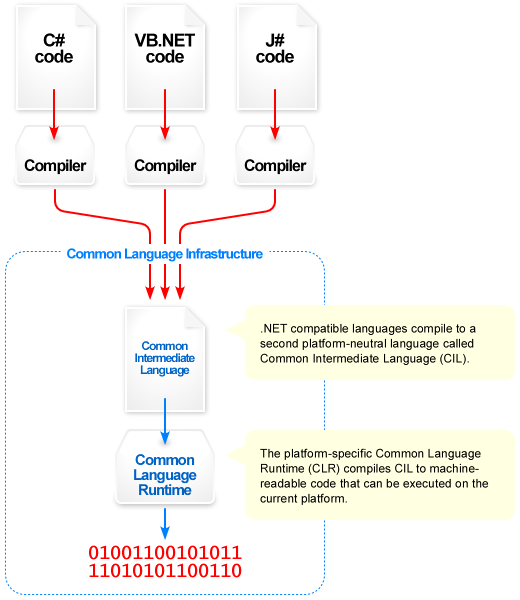 C#
code
VB.NET
code
J#
code
Compiler
Compiler
Compiler
Common Language Infrastructure
Common
Intermediate
Language
.NET compatible languages compile to a
second platform-neutral language called
Common Intermediate Language (CIL).
Common
Language
Runtime
The platform-specific Common Language
Runtime (CLR) compiles CIL to machine-
readable code that can be executed on the
current platform.
01001100101011
11010101100110